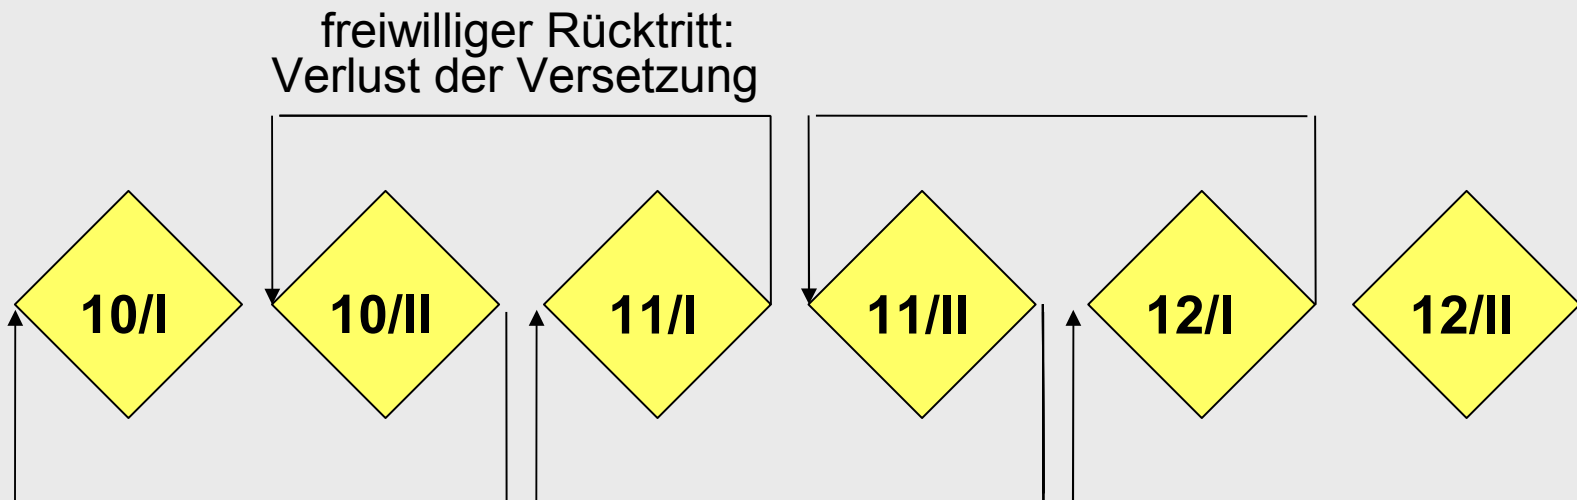 freiwilliger Rücktritt:
Verlust der Versetzung
10/I
10/II
11/I
11/II
12/I
12/II